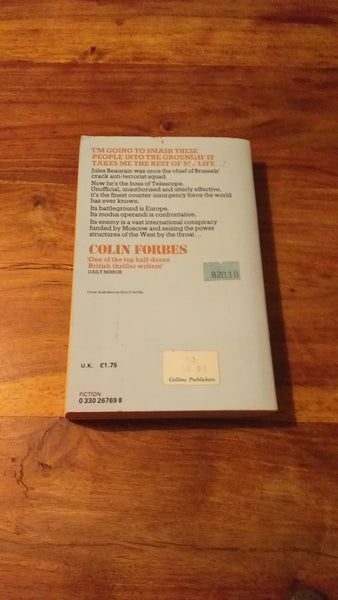 'I'M GOING TO SMASH THESE
PEOPLE INTO THE GROUND IF IT
TAKES ME THE REST OF MY LIFE...'
Jules Beaurain was once the chief of Brussels'
crack anti-terrorist squad.
Now he's the boss of Telescope.
Unofficial, unauthorised and utterly effective,
it's the finest counter-insurgency force the world
has ever known.
Its battleground is Europe.
Its modus operandi is confrontation.
Its enemy is a vast international conspiracy
funded by Moscow and seizing the power
structures of the West by the throat...
COLIN FORBES
'One of the top half-dozen
British thriller writers'
DAILY MIRROR
82010
Cover illustration by
U.K. £1.75
Collins Publishers
FICTION
0 330 26769 8